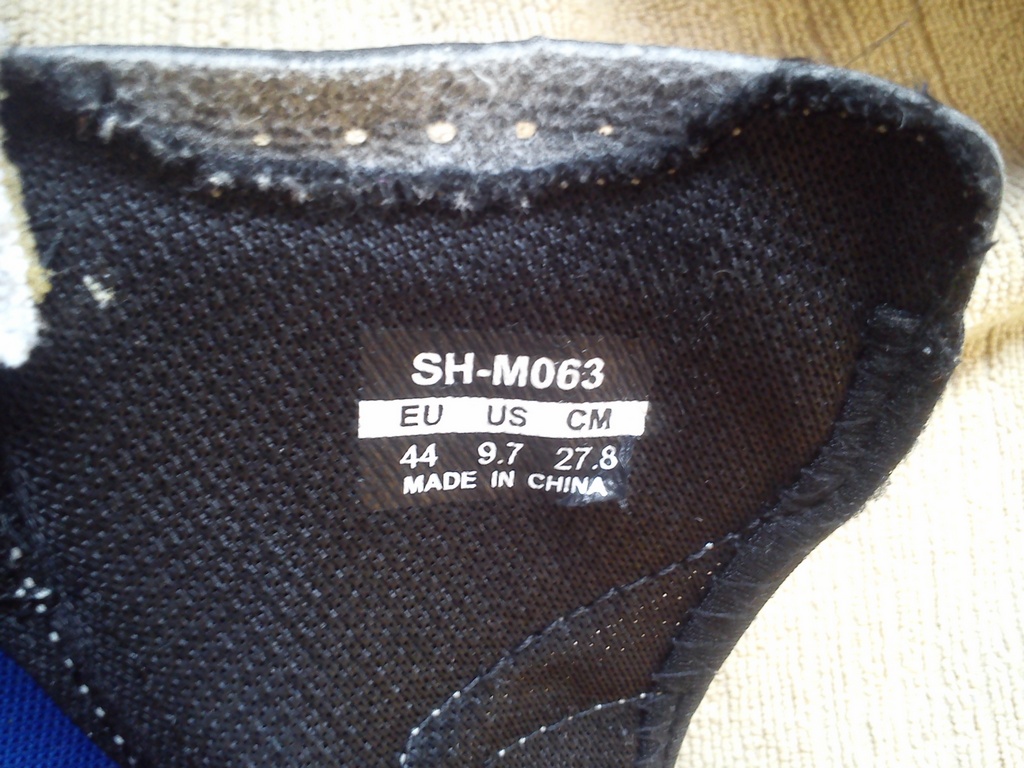 SH-M063
EU US CM
44 9.7 27.8
MADE IN CHINA